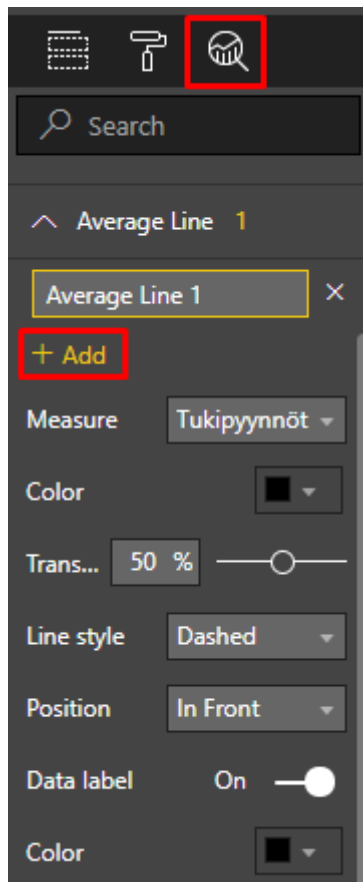 Search
Average Line 1
Average Line 1
+ Add
Measure Tukipyynnöt
Color
Trans... 50 %
Line style Dashed
Position In Front
Data label On
Color